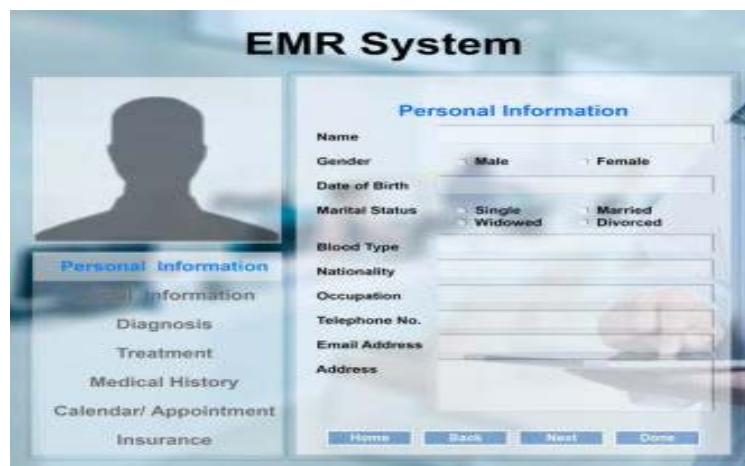 EMR System
Personal Information
Name
Gender Male Female
Date of Birth
Marital Status Single Married
Widowed Divorced
Blood Type
Nationality
Occupation
Telephone No.
Email Address
Address
Home Back Next Done
Personal Information
Information
Diagnosis
Treatment
Medical History
Calendar/ Appointment
Insurance